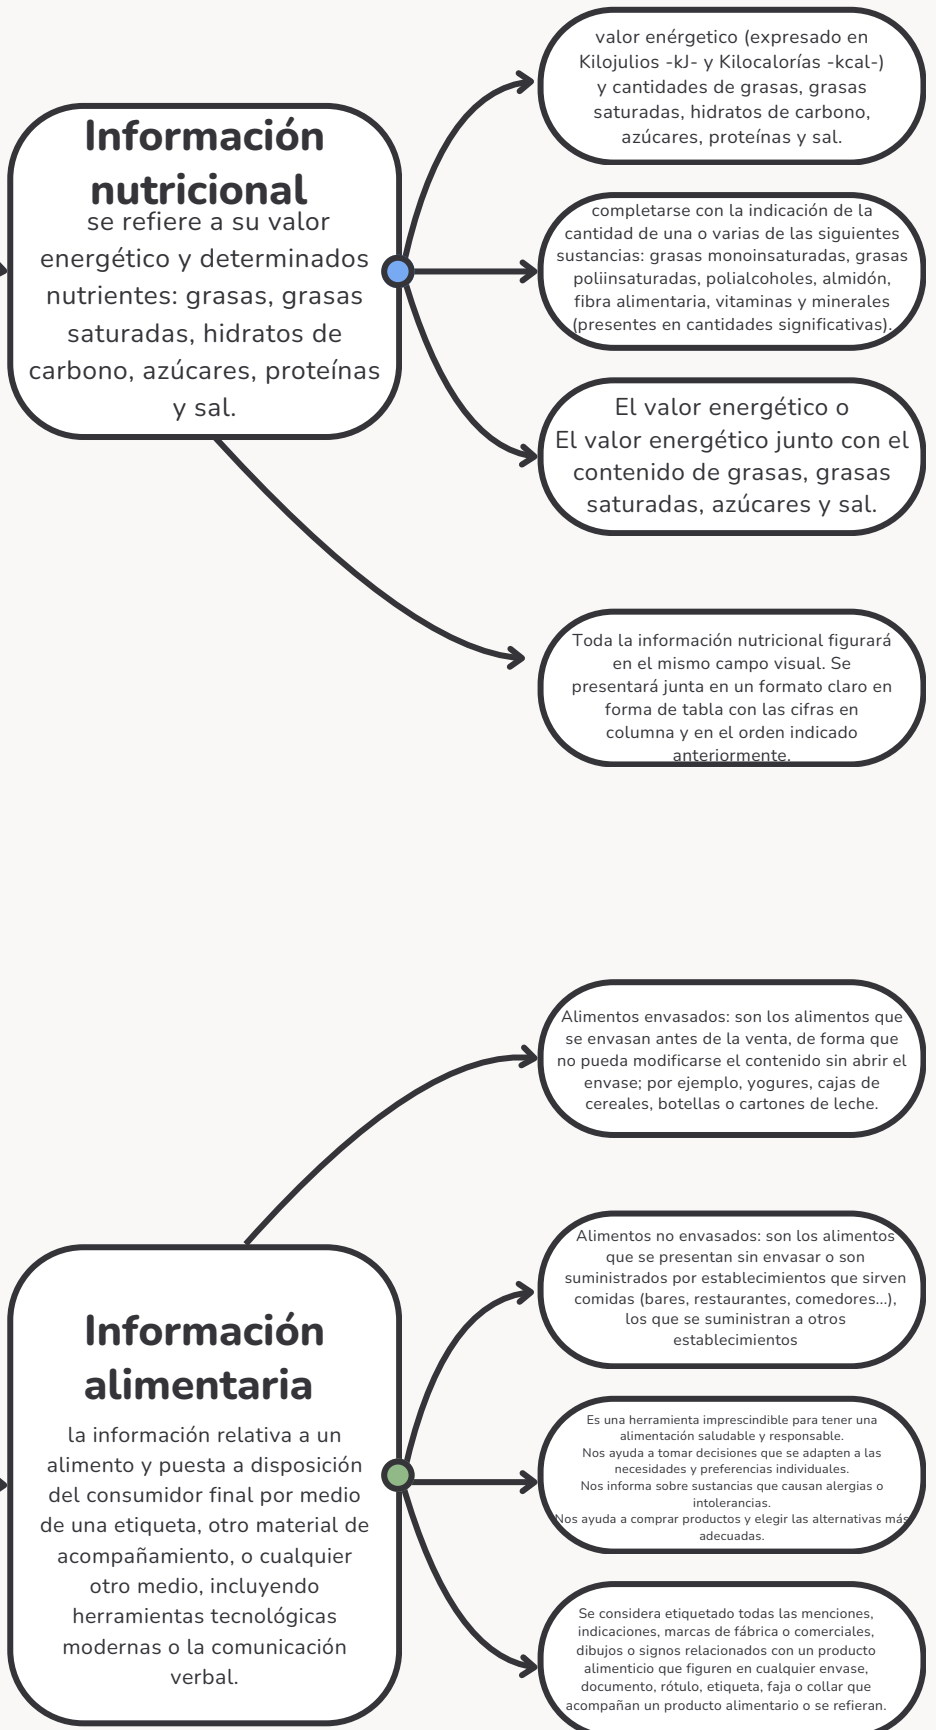 Información
nutricional
se refiere a su valor
energético y determinados
nutrientes: grasas, grasas
saturadas, hidratos de
carbono, azúcares, proteínas
y sal.
valor enérgetico (expresado en
Kilojulios -kJ- y Kilocalorías -kcal-)
y cantidades de grasas, grasas
saturadas, hidratos de carbono,
azúcares, proteínas y sal.
completarse con la indicación de la
cantidad de una o varias de las siguientes
sustancias: grasas monoinsaturadas, grasas
poliinsaturadas, polialcoholes, almidón,
fibra alimentaria, vitaminas y minerales
(presentes en cantidades significativas).
El valor energético o
El valor energético junto con el
contenido de grasas, grasas
saturadas, azúcares y sal.
Toda la información nutricional figurará
en el mismo campo visual. Se
presentará junta en un formato claro en
forma de tabla con las cifras en
columna y en el orden indicado
anteriormente.
Información
alimentaria
la información relativa a un
alimento y puesta a disposición
del consumidor final por medio
de una etiqueta, otro material de
acompañamiento, o cualquier
otro medio, incluyendo
herramientas tecnológicas
modernas o la comunicación
verbal.
Alimentos envasados: son los alimentos que
se envasan antes de la venta, de forma que
no pueda modificarse el contenido sin abrir el
envase; por ejemplo, yogures, cajas de
cereales, botellas o cartones de leche.
Alimentos no envasados: son los alimentos
que se presentan sin envasar o son
suministrados por establecimientos que sirven
comidas (bares, restaurantes, comedores...),
los que se suministran a otros
establecimientos
Es una herramienta imprescindible para tener una
alimentación saludable y responsable.
Nos ayuda a tomar decisiones que se adapten a las
necesidades y preferencias individuales.
Nos informa sobre sustancias que causan alergias o
intolerancias.
Nos ayuda a comprar productos y elegir las alternativas más
adecuadas.
Se considera etiquetado todas las menciones,
indicaciones, marcas de fábrica o comerciales,
dibujos o signos relacionados con un producto
alimenticio que figuren en cualquier envase,
documento, rótulo, etiqueta, faja o collar que
acompañan un producto alimentario o se refieran.